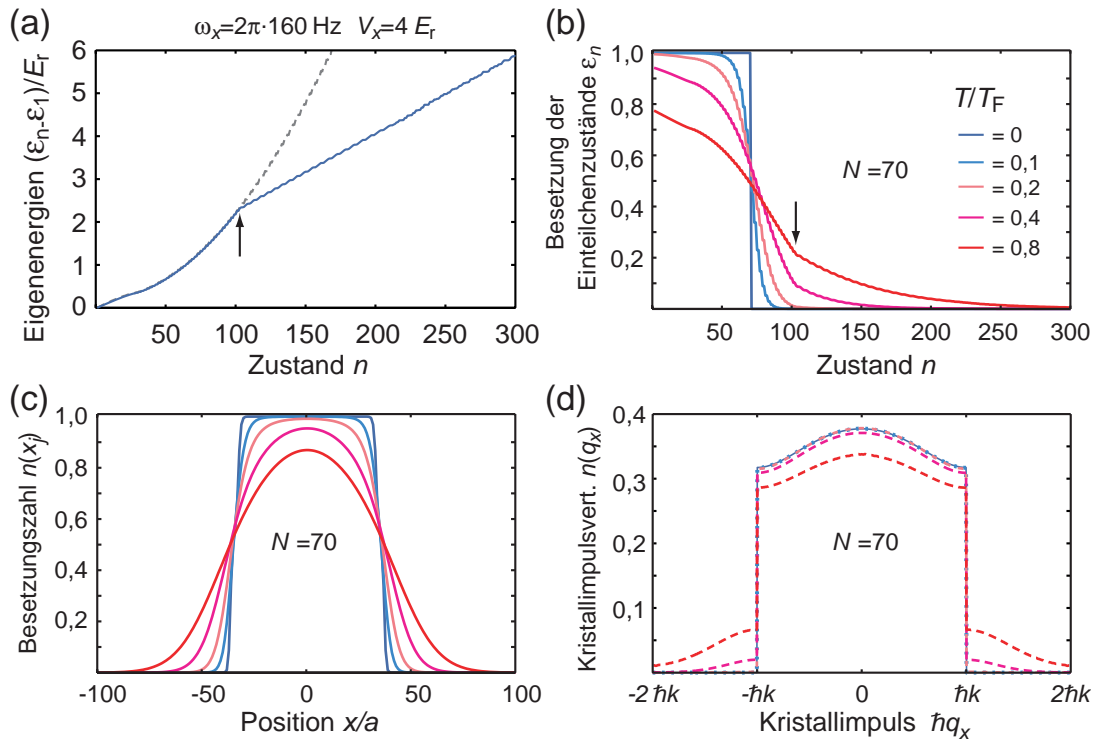 (a)
ωx=2π·160 Hz Vx=4 Er
Eigenenergien (εn-ε1)/Er
6
5
4
3
2
1
0
50 100 150 200 250 300
Zustand n
(b)
Besetzung der
Einteilchenzustände εn
1,0
0,8
0,6
0,4
0,2
T/TF
= 0
= 0,1
= 0,2
= 0,4
= 0,8
N =70
50 100 150 200 250 300
Zustand n
(c)
Besetzungszahl n(xj)
1,0
0,8
0,6
0,4
0,2
N =70
-100 -50 0 50 100
Position x/a
(d)
Kristallimpulsvert. n(qx)
0,4
0,3
0,2
0,1
N =70
-2 ħk -ħk 0 ħk 2ħk
Kristallimpuls ħqx